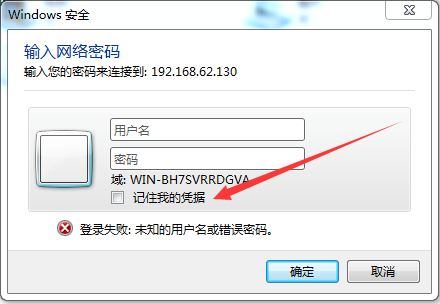 Windows 安全
输入网络密码
输入您的密码来连接到: 192.168.62.130
用户名
密码
域: WIN-BH7SVRRDGVA
记住我的凭据
登录失败: 未知的用户名或错误密码。
确定
取消